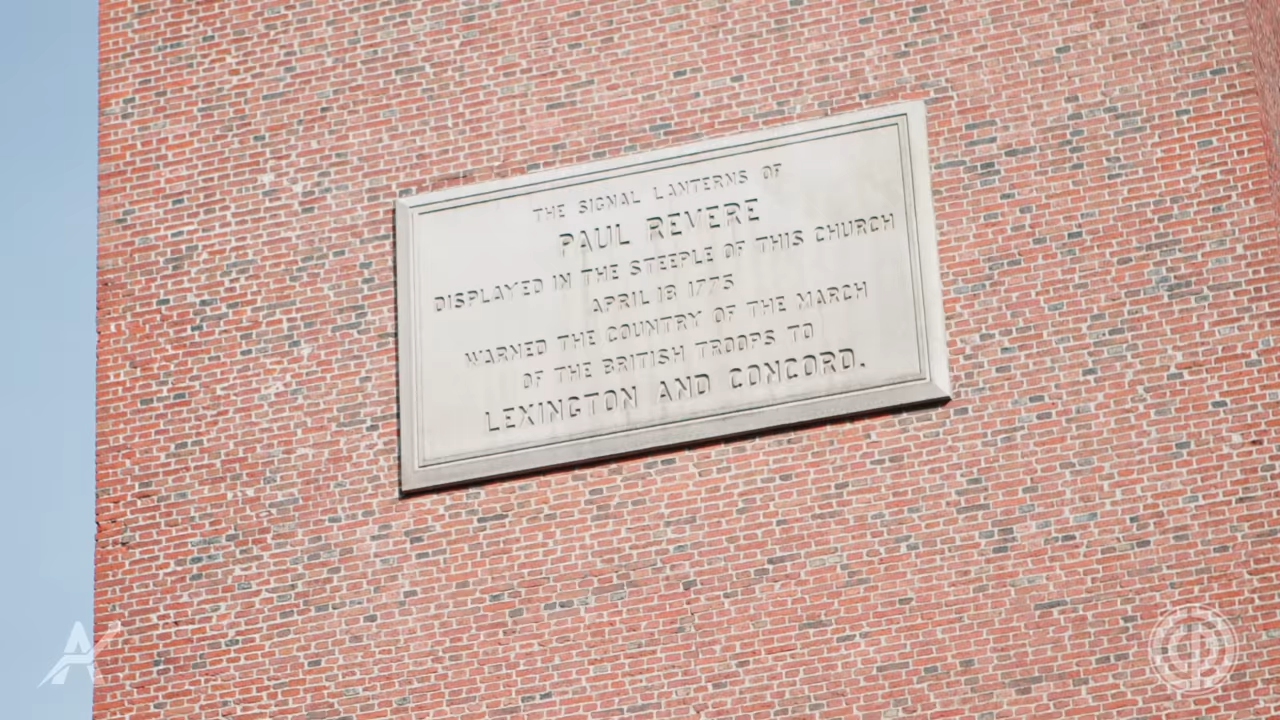 THE SIGNAL LANTERNS OF
PAUL REVERE
DISPLAYED IN THE STEEPLE OF THIS CHURCH
APRIL 18 1775
WARNED THE COUNTRY OF THE MARCH
OF THE BRITISH TROOPS TO
LEXINGTON AND CONCORD.